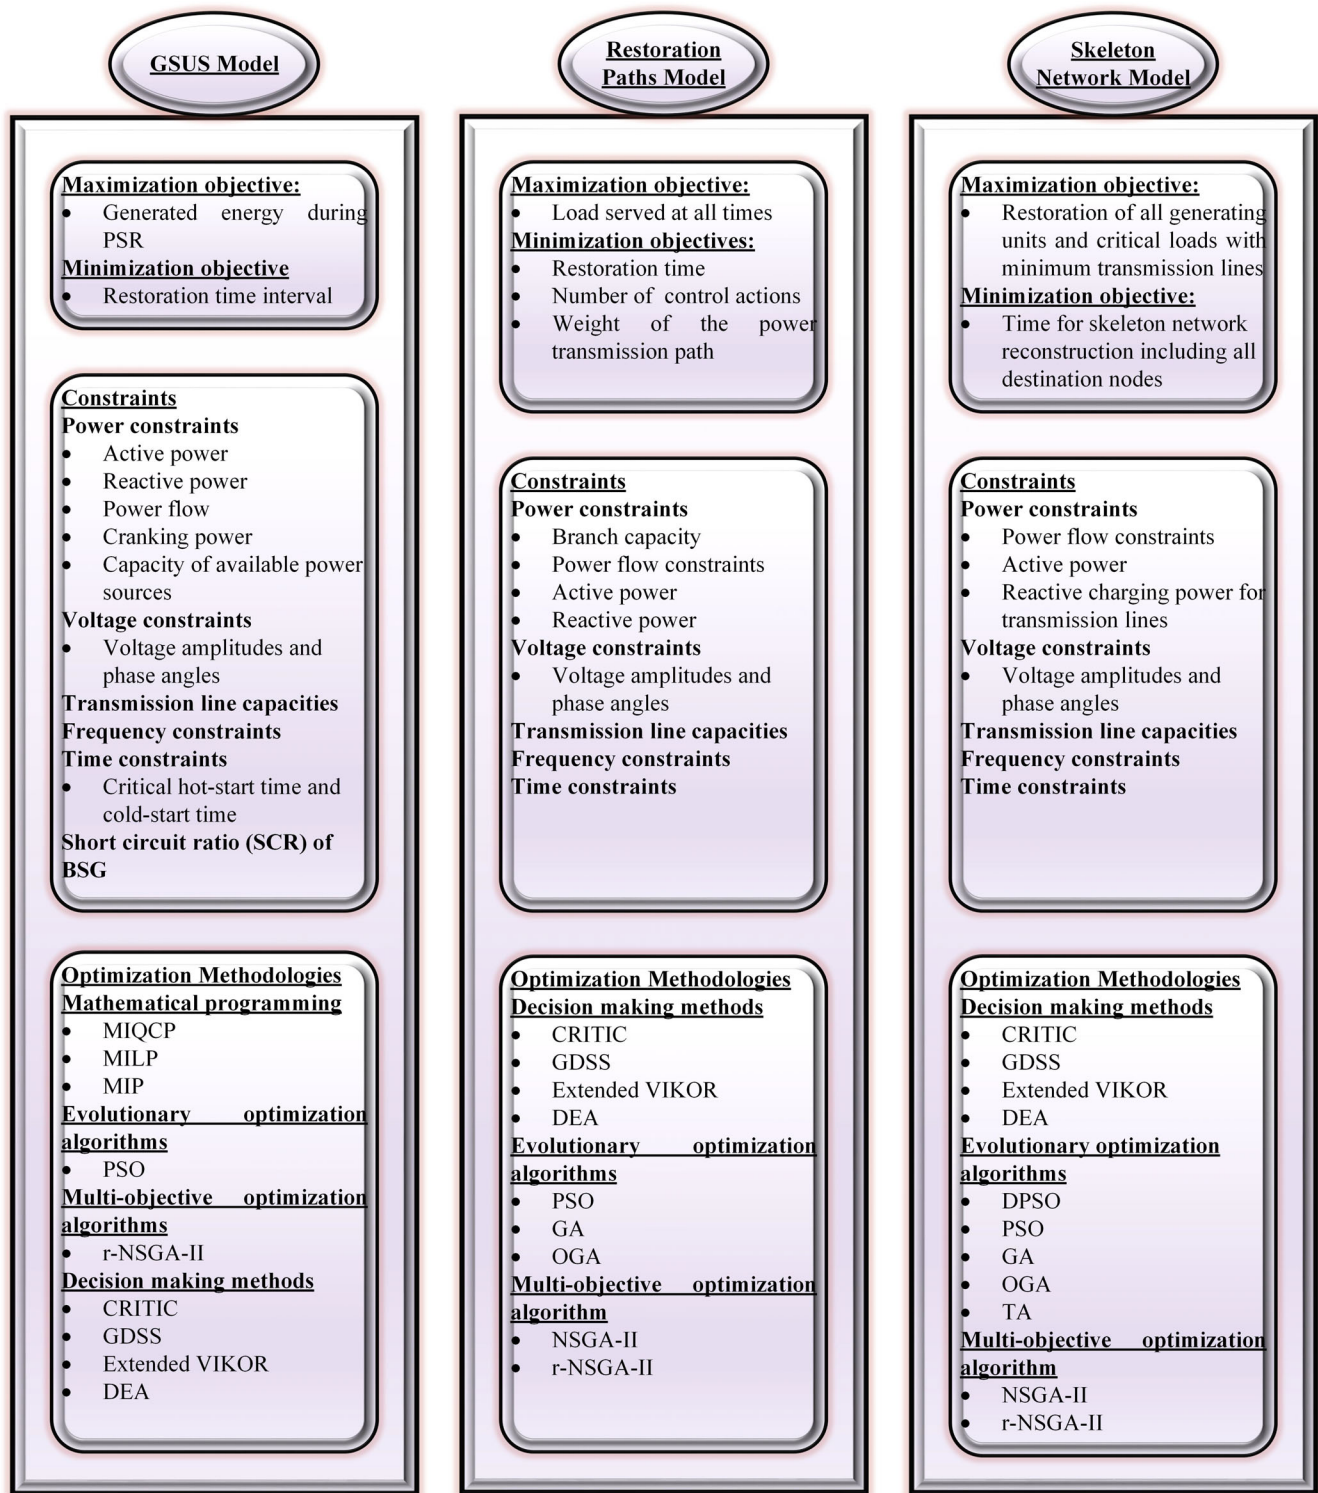 GSUS Model
Maximization objective:
• Generated energy during
PSR
Minimization objective
• Restoration time interval
Constraints
Power constraints
• Active power
• Reactive power
• Power flow
• Cranking power
• Capacity of available power
sources
Voltage constraints
• Voltage amplitudes and
phase angles
Transmission line capacities
Frequency constraints
Time constraints
• Critical hot-start time and
cold-start time
Short circuit ratio (SCR) of
BSG
Optimization Methodologies
Mathematical programming
• MIQCP
• MILP
• MIP
Evolutionary optimization
algorithms
• PSO
Multi-objective optimization
algorithms
• r-NSGA-II
Decision making methods
• CRITIC
• GDSS
• Extended VIKOR
• DEA
Restoration
Paths Model
Maximization objective:
• Load served at all times
Minimization objectives:
• Restoration time
• Number of control actions
• Weight of the power
transmission path
Constraints
Power constraints
• Branch capacity
• Power flow constraints
• Active power
• Reactive power
Voltage constraints
• Voltage amplitudes and
phase angles
Transmission line capacities
Frequency constraints
Time constraints
Optimization Methodologies
Decision making methods
• CRITIC
• GDSS
• Extended VIKOR
• DEA
Evolutionary optimization
algorithms
• PSO
• GA
• OGA
Multi-objective optimization
algorithm
• NSGA-II
• r-NSGA-II
Skeleton
Network Model
Maximization objective:
• Restoration of all generating
units and critical loads with
minimum transmission lines
Minimization objective:
• Time for skeleton network
reconstruction including all
destination nodes
Constraints
Power constraints
• Power flow constraints
• Active power
• Reactive charging power for
transmission lines
Voltage constraints
• Voltage amplitudes and
phase angles
Transmission line capacities
Frequency constraints
Time constraints
Optimization Methodologies
Decision making methods
• CRITIC
• GDSS
• Extended VIKOR
• DEA
Evolutionary optimization
algorithms
• DPSO
• PSO
• GA
• OGA
• TA
Multi-objective optimization
algorithm
• NSGA-II
• r-NSGA-II